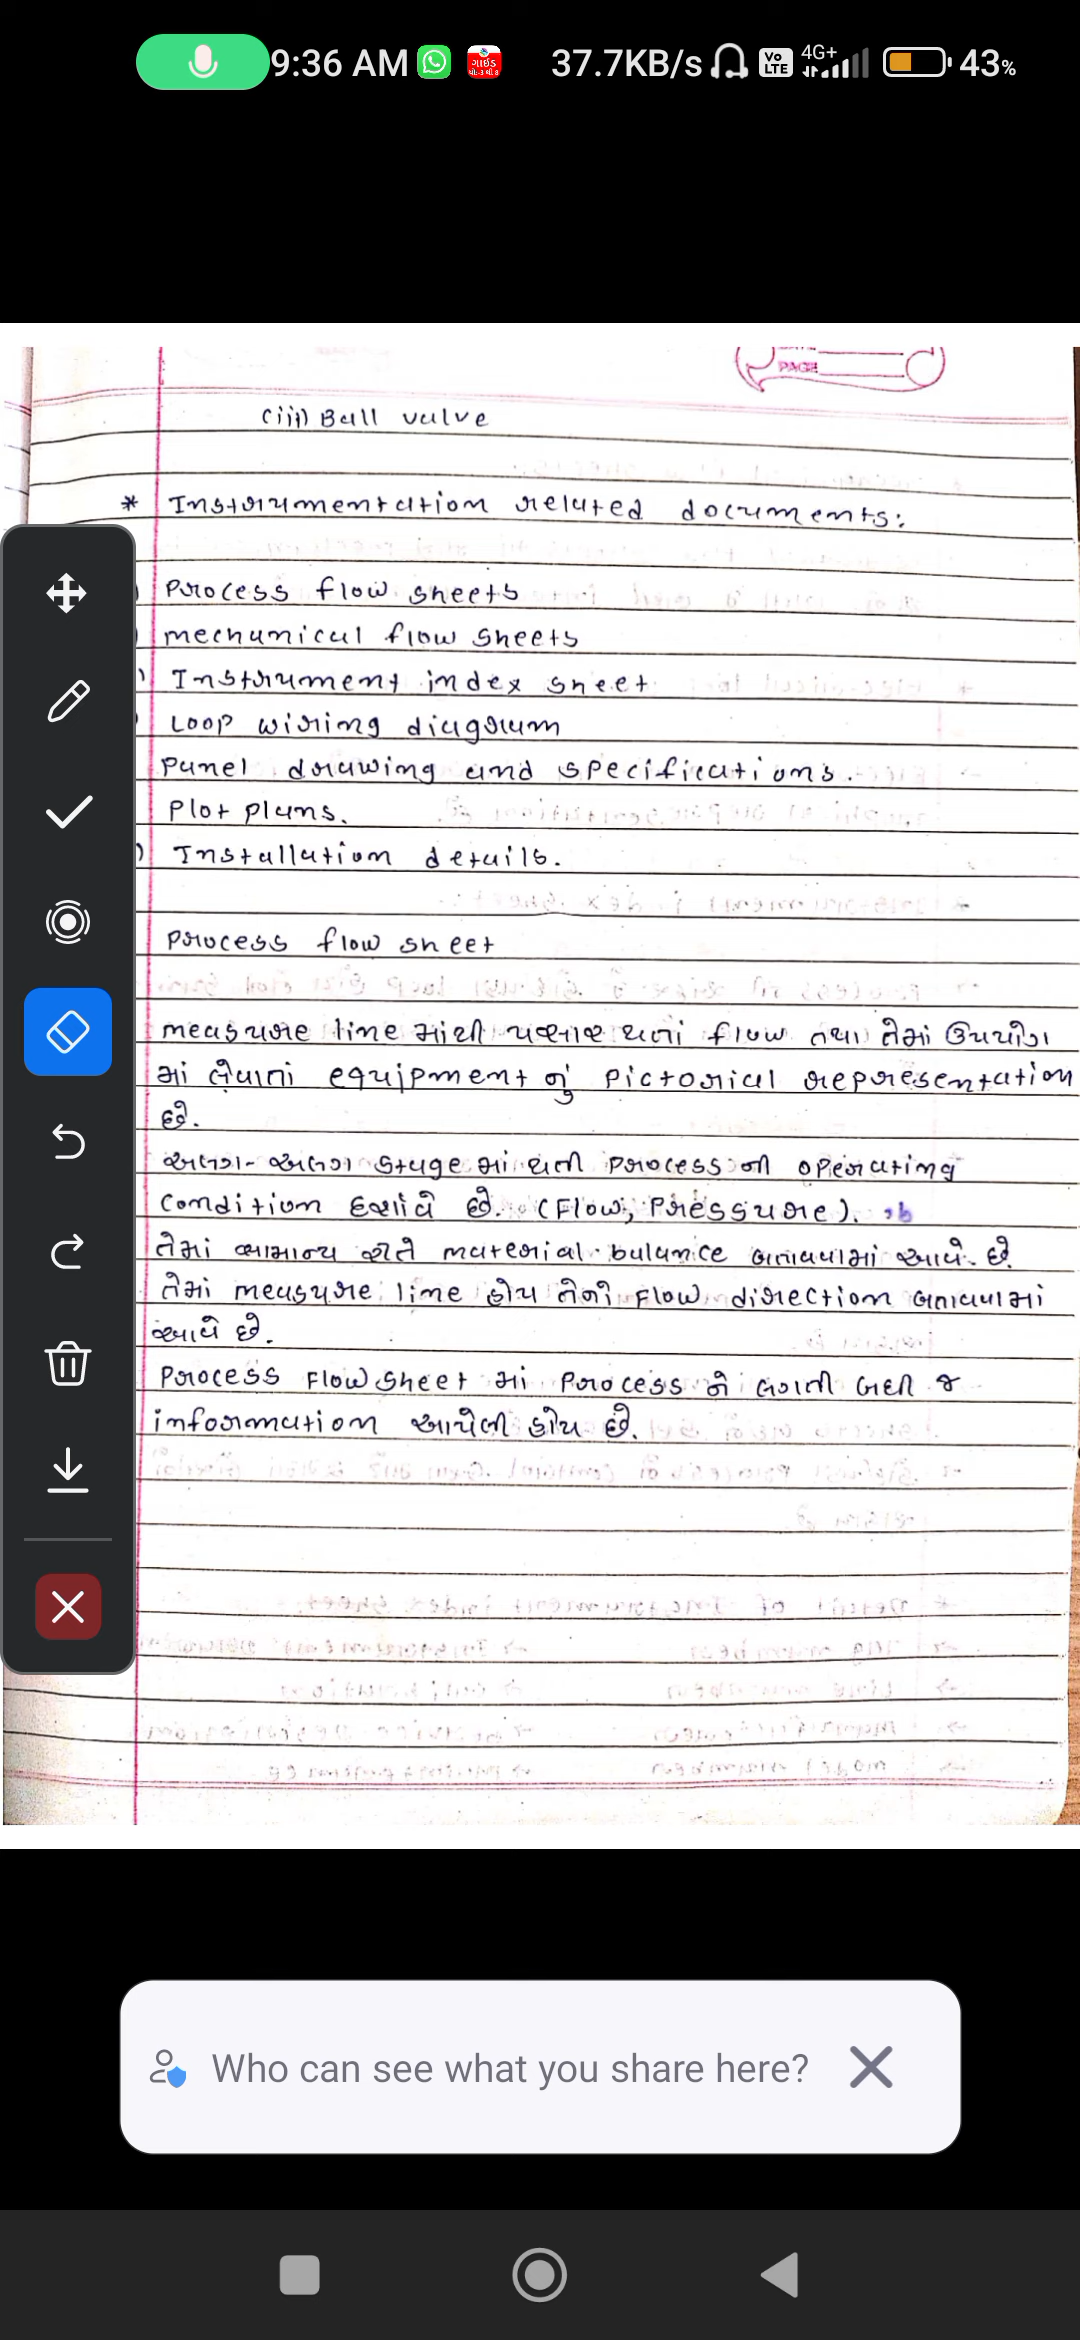 9:36 AM 37.7KB/s Vo LTE 4G+ 43%
PAGE
(iii) Ball valve
* Instrumentation related documents:
Process flow sheets
mechanical flow sheets
Instrument index sheet
Loop wiring diagram
Panel drawing and specifications.
Plot plans.
Installation details.
Process flow sheet
measure line માંથી પસાર થતાં flow તથા તેમાં ઉપયોગ
માં લેવાતાં equipment નું pictorial representation
છે.
અલગ-અલગ stage માં થતી process ની operating
condition દર્શાવે છે. (Flow, Pressure).
તેમાં સામાન્ય રીતે material balance બતાવવામાં આવે છે.
તેમાં measure line હોય તેની Flow direction બતાવવામાં
આવે છે.
Process Flow sheet માં Process ને લગતી બધી જ
information આપેલી હોય છે.
Who can see what you share here?